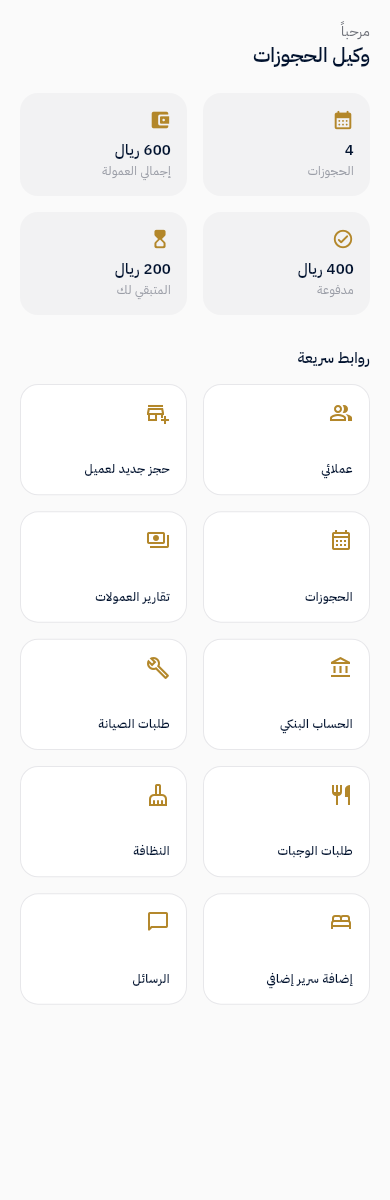 مرحباً
وكيل الحجوزات
4
الحجوزات
600 ريال
إجمالي العمولة
400 ريال
مدفوعة
200 ريال
المتبقي لك
روابط سريعة
عملائي
حجز جديد لعميل
الحجوزات
تقارير العمولات
الحساب البنكي
طلبات الصيانة
طلبات الوجبات
النظافة
إضافة سرير إضافي
الرسائل